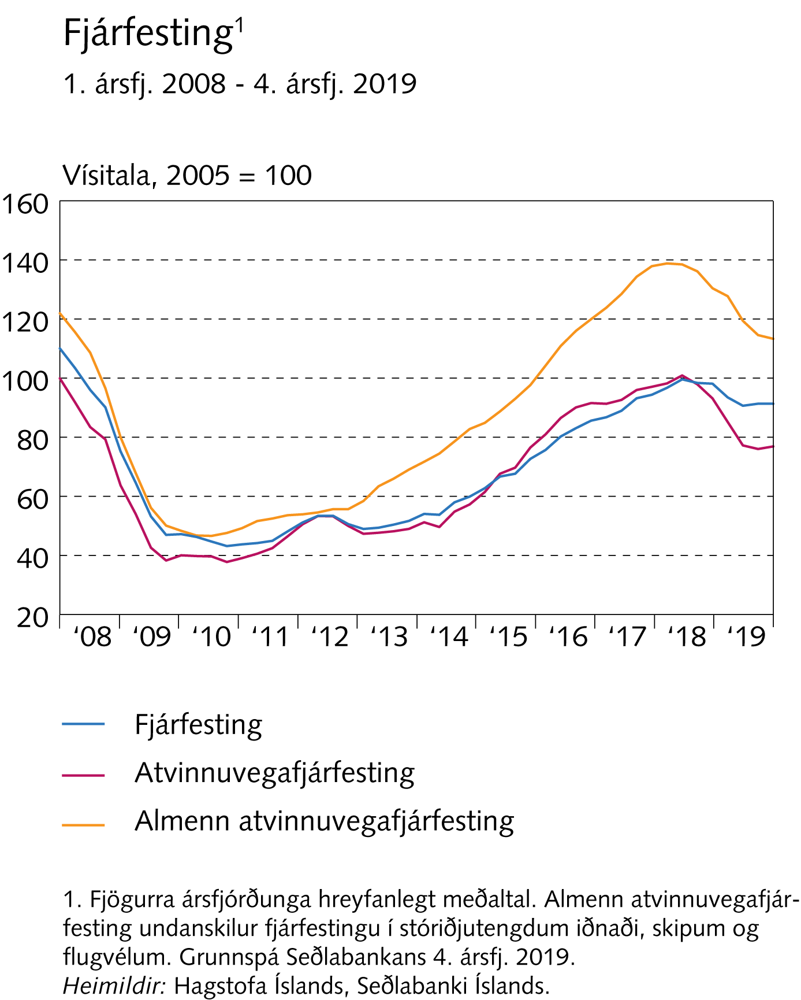 Fjárfesting¹
1. ársfj. 2008 - 4. ársfj. 2019
Vísitala, 2005 = 100
160
140
120
100
80
60
40
20
‘08 ‘09 ‘10 ‘11 ‘12 ‘13 ‘14 ‘15 ‘16 ‘17 ‘18 ‘19
Fjárfesting
Atvinnuvegafjárfesting
Almenn atvinnuvegafjárfesting
1. Fjögurra ársfjórðunga hreyfanlegt meðaltal. Almenn atvinnuvegafjár-
festing undanskilur fjárfestingu í stóriðjutengdum iðnaði, skipum og
flugvélum. Grunnspá Seðlabankans 4. ársfj. 2019.
Heimildir: Hagstofa Íslands, Seðlabanki Íslands.